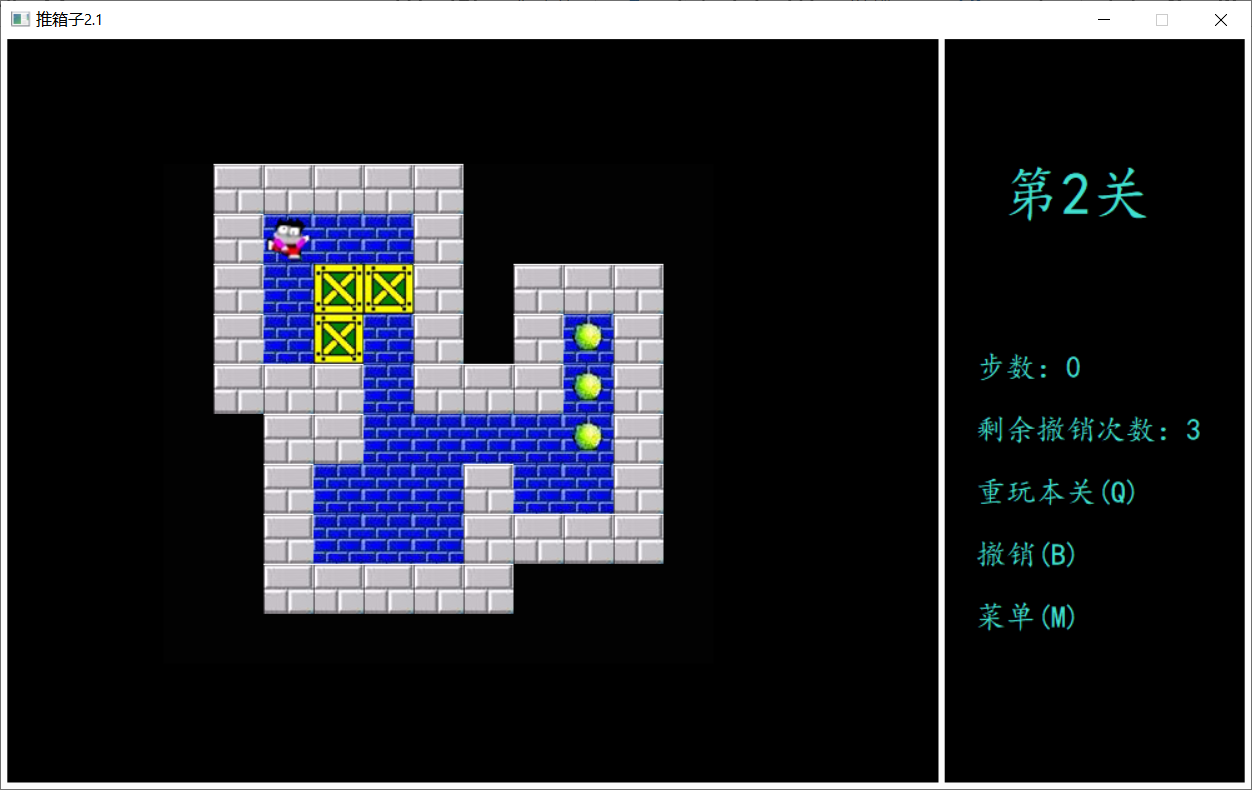 推箱子2.1
第2关
步数: 0
剩余撤销次数: 3
重玩本关(Q)
撤销(B)
菜单(M)